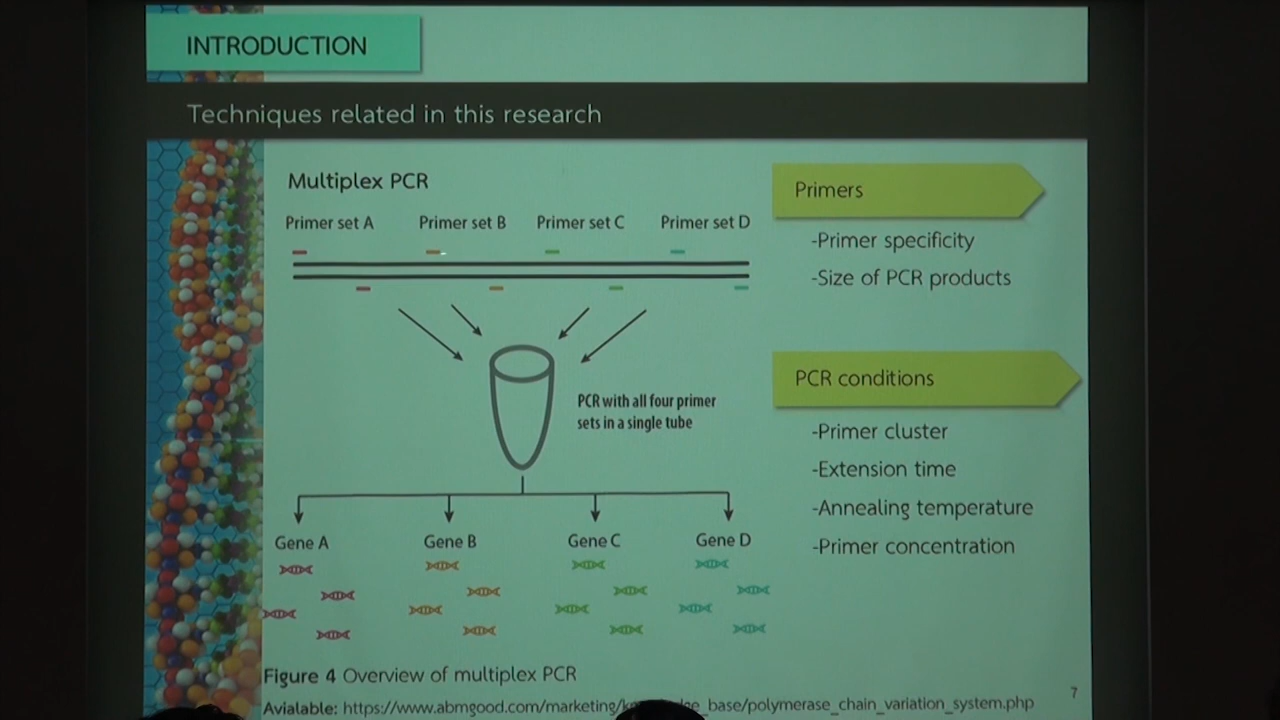 INTRODUCTION
Techniques related in this research
Multiplex PCR
Primer set A
Primer set B
Primer set C
Primer set D
PCR with all four primer
sets in a single tube
Gene A
Gene B
Gene C
Gene D
Figure 4 Overview of multiplex PCR
Avialable: https://www.abmgood.com/marketing/ _base/polymerase_chain_variation_system.php
Primers
-Primer specificity
-Size of PCR products
PCR conditions
-Primer cluster
-Extension time
-Annealing temperature
-Primer concentration
7